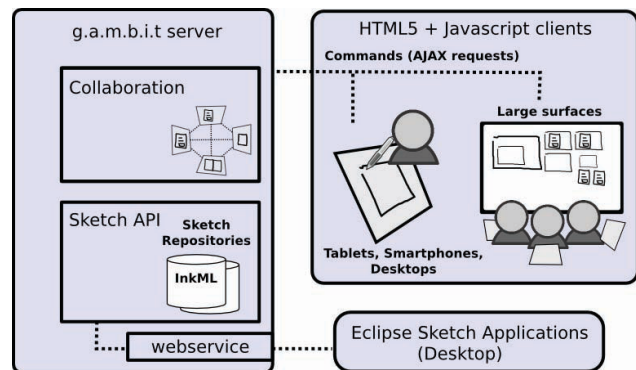 g.a.m.b.i.t server
Collaboration
Sketch API
Sketch
Repositories
InkML
webservice
HTML5 + Javascript clients
Commands (AJAX requests)
Large surfaces
Tablets, Smartphones,
Desktops
Eclipse Sketch Applications
(Desktop)